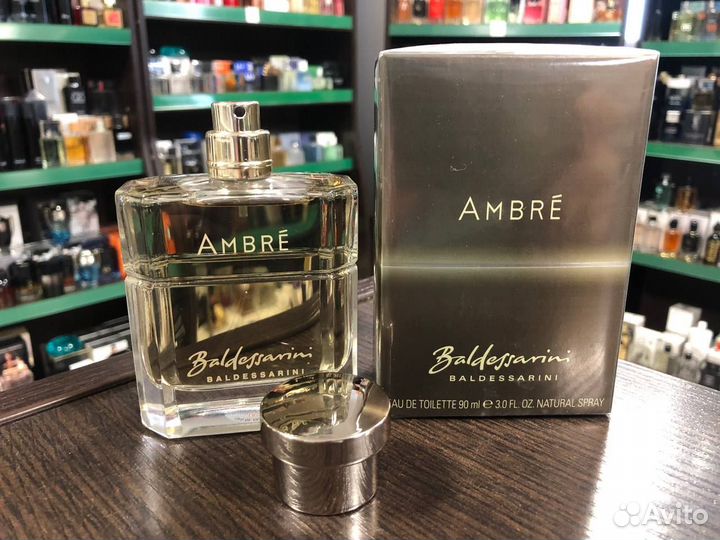 AMBRÉ
Baldessarini
BALDESSARINI
AMBRÉ
Baldessarini
BALDESSARINI
EAU DE TOILETTE 90 ml ℮ 3.0 FL. OZ. NATURAL SPRAY
Avito